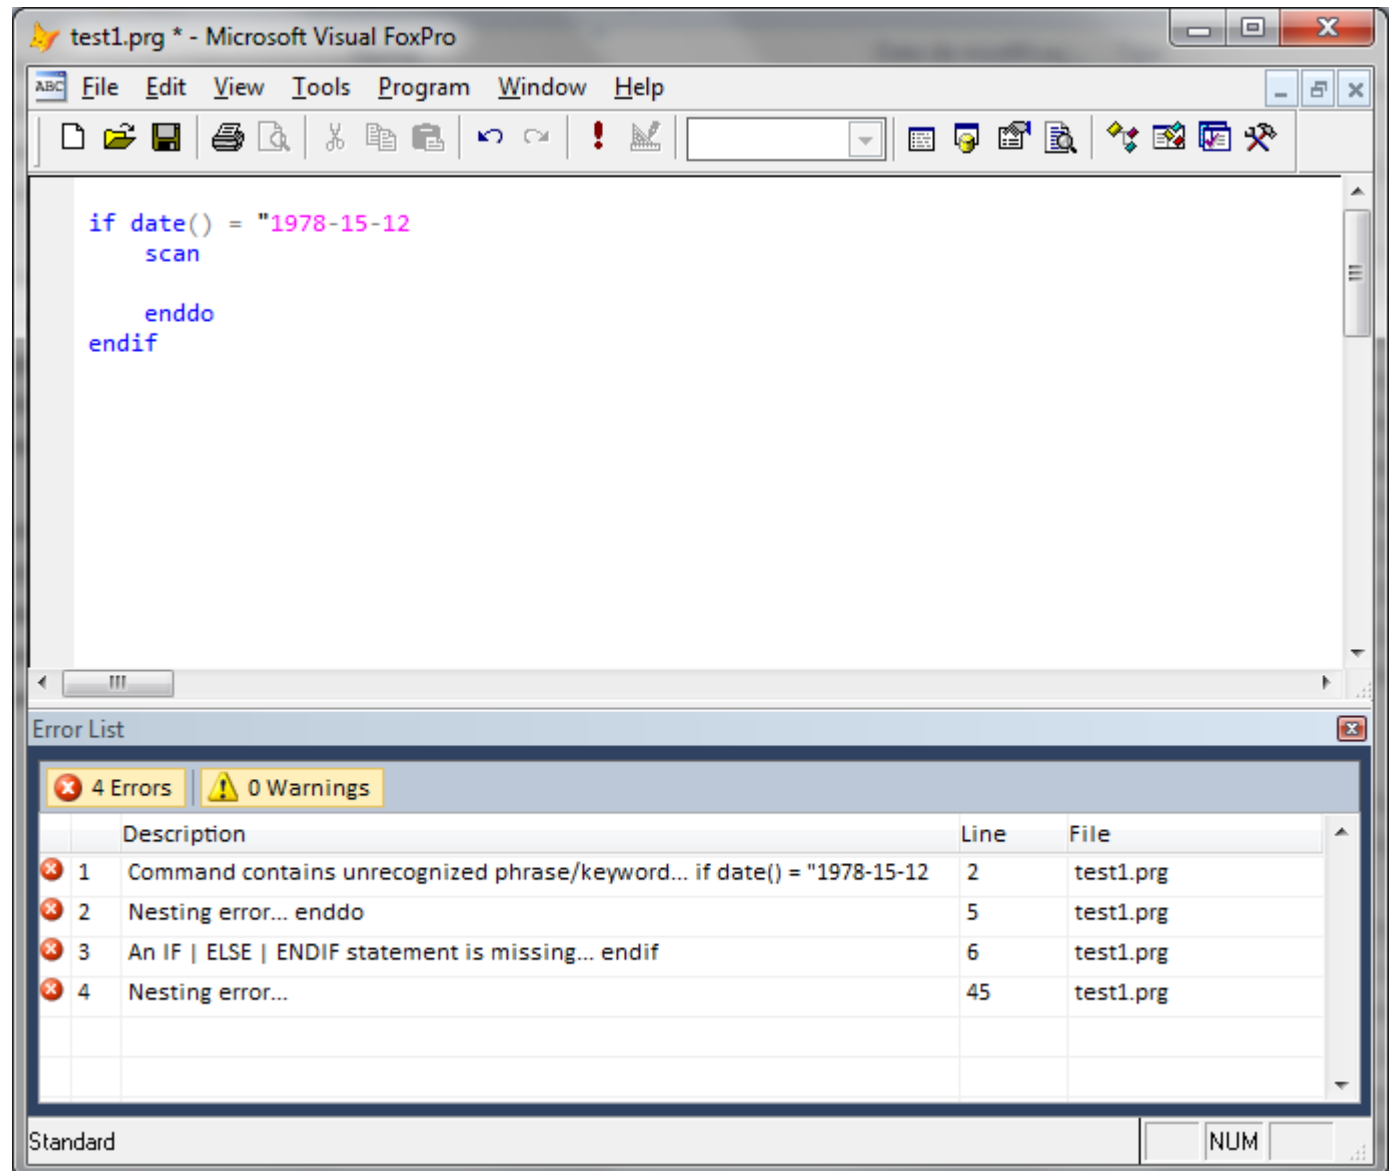 test1.prg * - Microsoft Visual FoxPro
ABC File Edit View Tools Program Window Help
if date() = "1978-15-12
scan
enddo
endif
Error List
4 Errors 0 Warnings
Description Line File
1 Command contains unrecognized phrase/keyword... if date() = "1978-15-12 2 test1.prg
2 Nesting error... enddo 5 test1.prg
3 An IF | ELSE | ENDIF statement is missing... endif 6 test1.prg
4 Nesting error... 45 test1.prg
Standard NUM